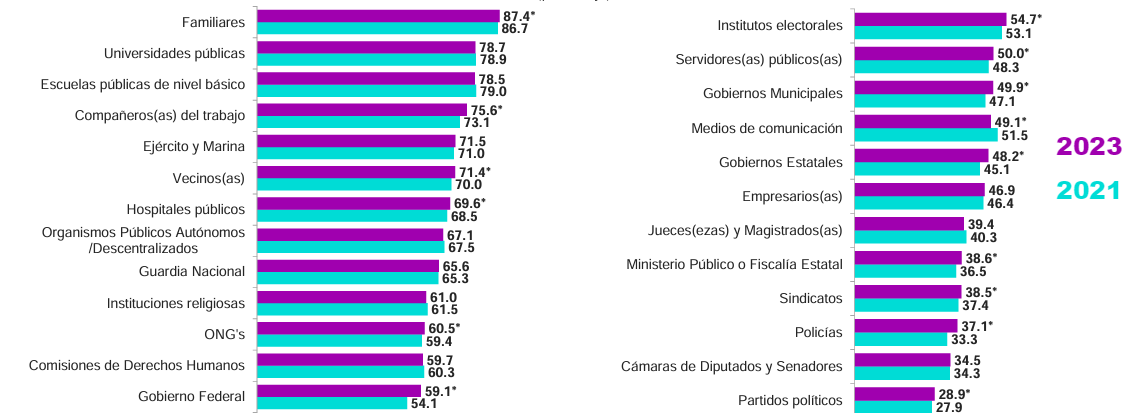 Familiares
87.4*
86.7
Universidades públicas
78.7
78.9
Escuelas públicas de nivel básico
78.5
79.0
Compañeros(as) del trabajo
75.6*
73.1
Ejército y Marina
71.5
71.0
Vecinos(as)
71.4*
70.0
Hospitales públicos
69.6*
68.5
Organismos Públicos Autónomos
/Descentralizados
67.1
67.5
Guardia Nacional
65.6
65.3
Instituciones religiosas
61.0
61.5
ONG's
60.5*
59.4
Comisiones de Derechos Humanos
59.7
60.3
Gobierno Federal
59.1*
54.1
Institutos electorales
54.7*
53.1
Servidores(as) públicos(as)
50.0*
48.3
Gobiernos Municipales
49.9*
47.1
Medios de comunicación
49.1*
51.5
Gobiernos Estatales
48.2*
45.1
Empresarios(as)
46.9
46.4
Jueces(ezas) y Magistrados(as)
39.4
40.3
Ministerio Público o Fiscalía Estatal
38.6*
36.5
Sindicatos
38.5*
37.4
Policías
37.1*
33.3
Cámaras de Diputados y Senadores
34.5
34.3
Partidos políticos
28.9*
27.9
2023
2021